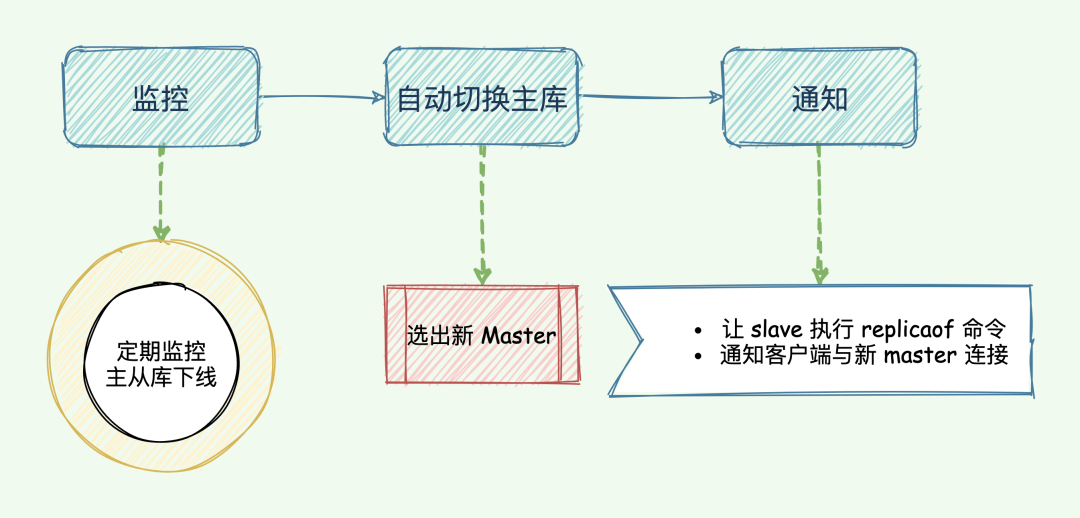 监控
自动切换主库
通知
定期监控
主从库下线
选出新 Master
• 让 slave 执行 replicaof 命令
• 通知客户端与新 master 连接